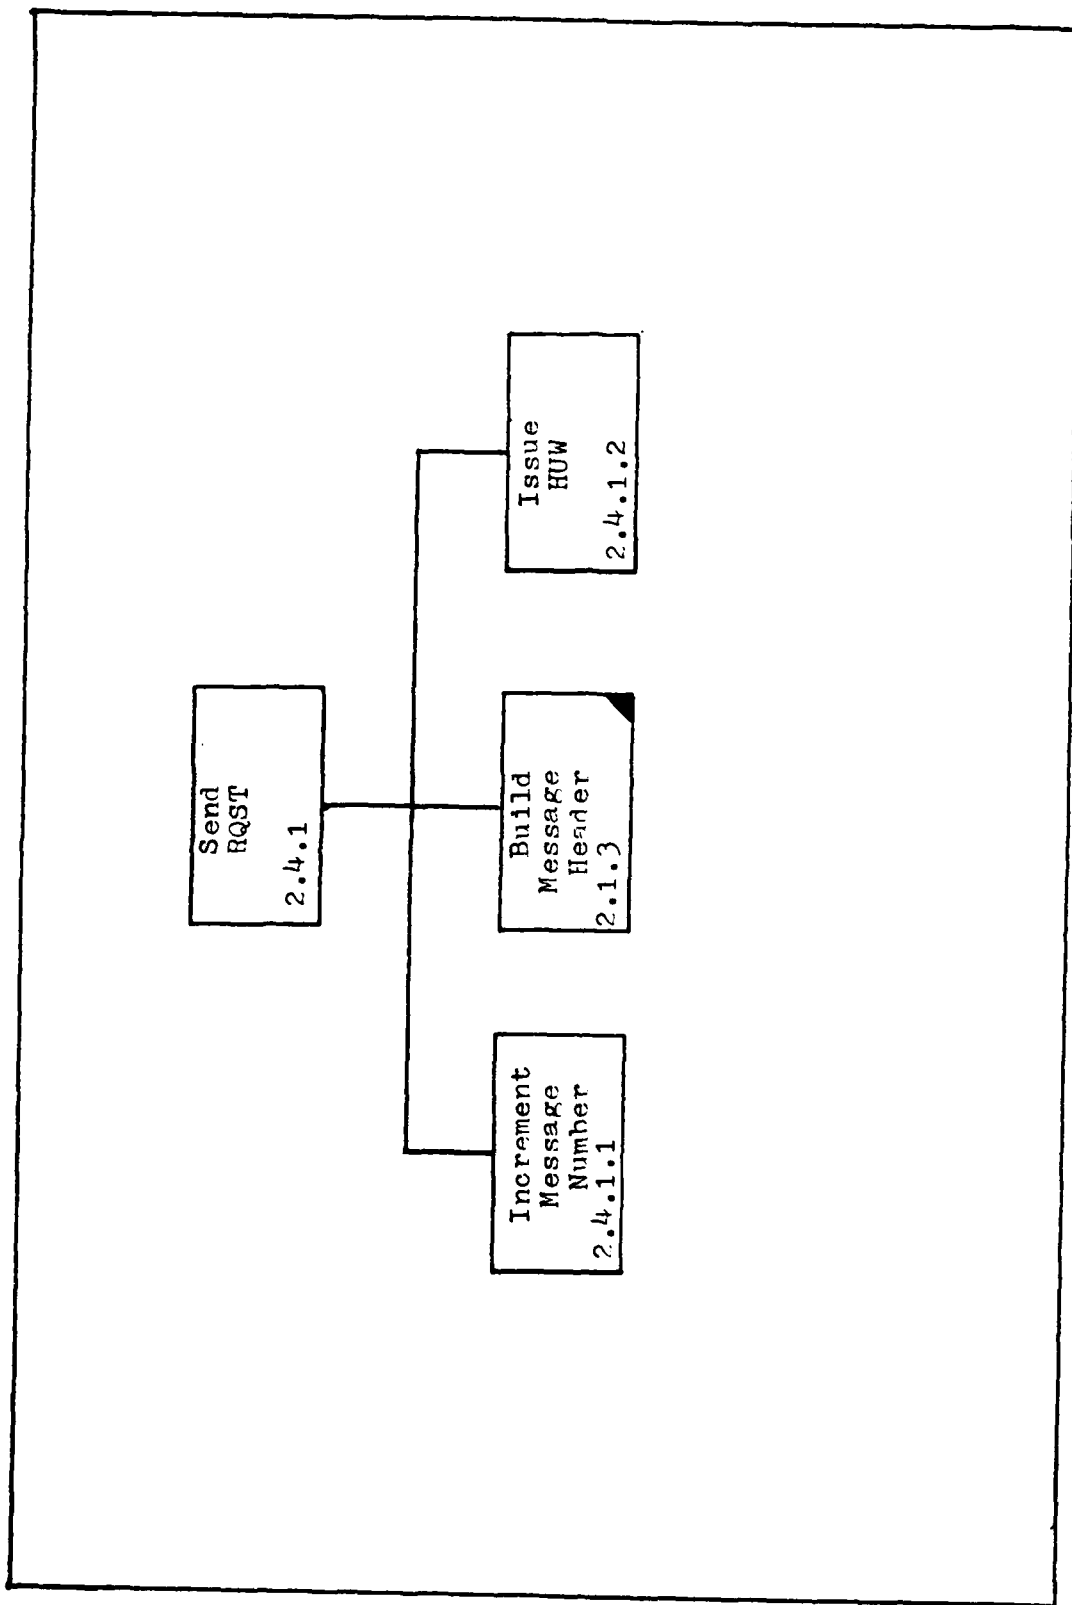 Send
RQST
2.4.1
Increment
Message
Number
2.4.1.1
Build
Message
Header
2.1.3
Issue
HUW
2.4.1.2